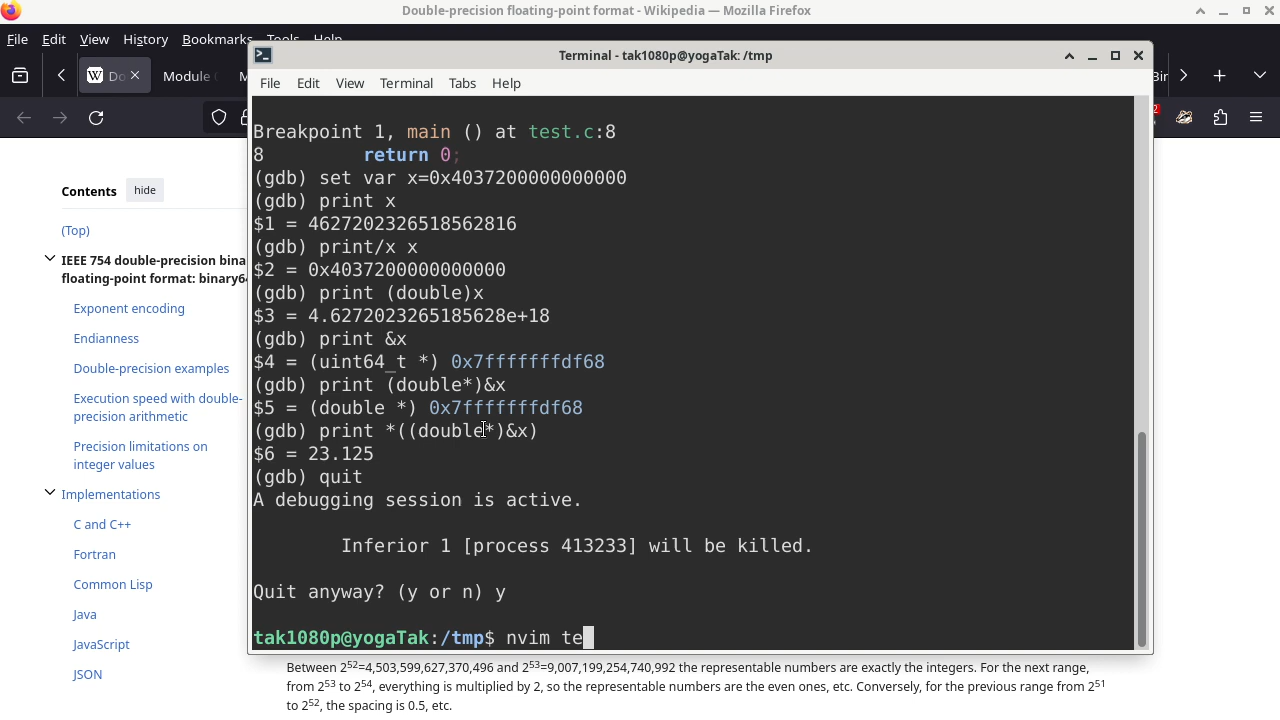 Double-precision floating-point format - Wikipedia — Mozilla Firefox
File Edit View History Bookmarks Tools Help
Do
Module
Terminal - tak1080p@yogaTak: /tmp
File Edit View Terminal Tabs Help
Breakpoint 1, main () at test.c:8
8         return 0;
(gdb) set var x=0x4037200000000000
(gdb) print x
$1 = 4627202326518562816
(gdb) print/x x
$2 = 0x4037200000000000
(gdb) print (double)x
$3 = 4.6272023265185628e+18
(gdb) print &x
$4 = (uint64_t *) 0x7fffffffdf68
(gdb) print (double*)&x
$5 = (double *) 0x7fffffffdf68
(gdb) print *((double*)&x)
$6 = 23.125
(gdb) quit
A debugging session is active.
Inferior 1 [process 413233] will be killed.
Quit anyway? (y or n) y
tak1080p@yogaTak:/tmp$ nvim te
Contents hide
(Top)
IEEE 754 double-precision bina
floating-point format: binary64
Exponent encoding
Endianness
Double-precision examples
Execution speed with double-
precision arithmetic
Precision limitations on
integer values
Implementations
C and C++
Fortran
Common Lisp
Java
JavaScript
JSON
Between 2⁵²=4,503,599,627,370,496 and 2⁵³=9,007,199,254,740,992 the representable numbers are exactly the integers. For the next range,
from 2⁵³ to 2⁵⁴, everything is multiplied by 2, so the representable numbers are the even ones, etc. Conversely, for the previous range from 2⁵¹
to 2⁵², the spacing is 0.5, etc.